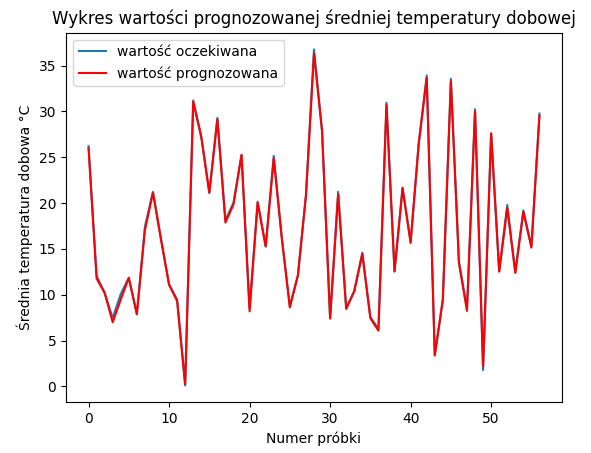 Wykres wartości prognozowanej średniej temperatury dobowej
wartość oczekiwana
wartość prognozowana
Średnia temperatura dobowa °C
35
30
25
20
15
10
5
0
0 10 20 30 40 50
Numer próbki